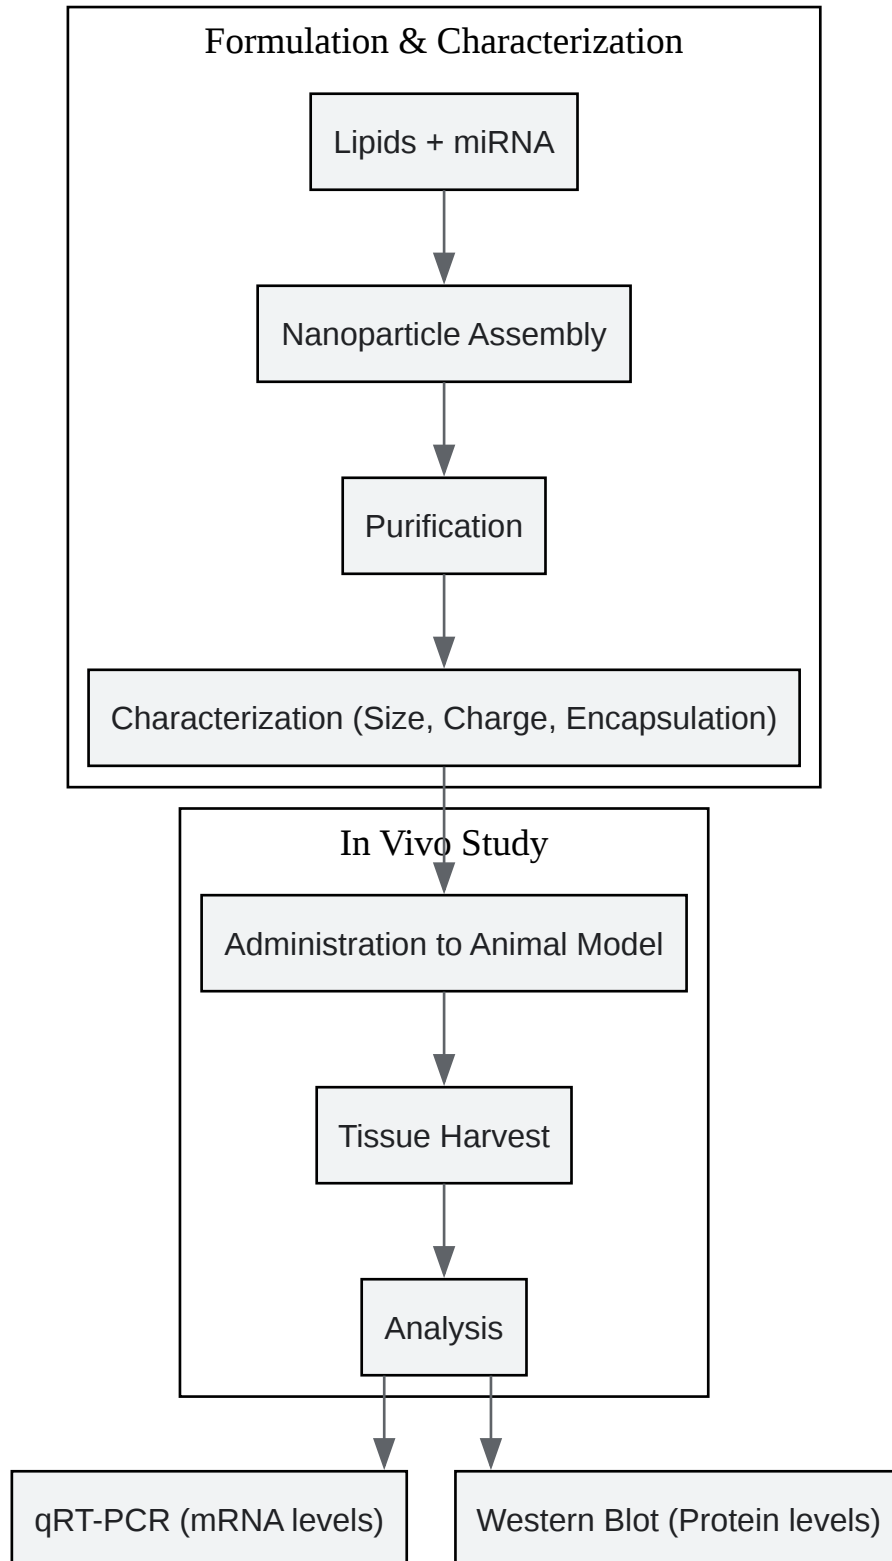 Formulation & Characterization
Lipids + miRNA
Nanoparticle Assembly
Purification
Characterization (Size, Charge, Encapsulation)
In Vivo Study
Administration to Animal Model
Tissue Harvest
Analysis
qRT-PCR (mRNA levels)
Western Blot (Protein levels)